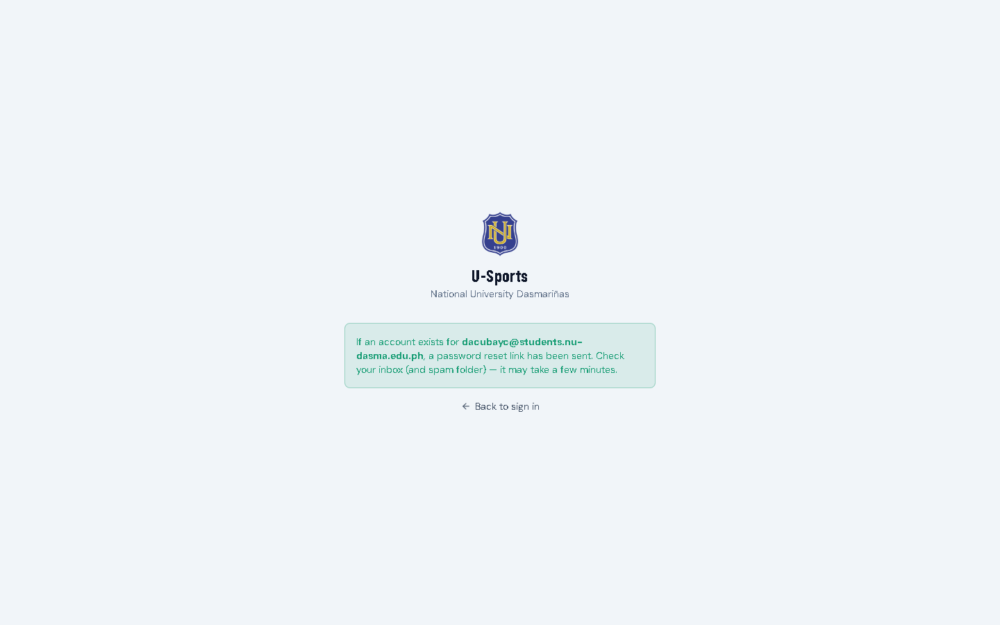 NU
1900
U-Sports
National University Dasmariñas
If an account exists for dacubayc@students.nu-
dasma.edu.ph, a password reset link has been sent. Check
your inbox (and spam folder) — it may take a few minutes.
← Back to sign in